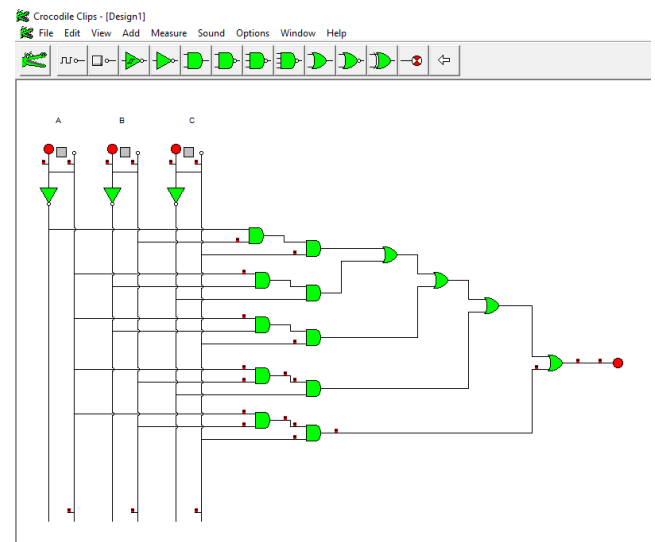 Crocodile Clips - [Design1]
File Edit View Add Measure Sound Options Window Help
A B C